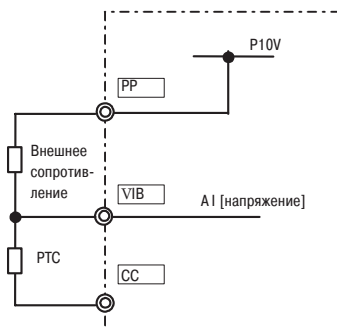 P10V
PP
Внешнее
сопротив-
ление
VIB
AI [напряжение]
PTC
CC